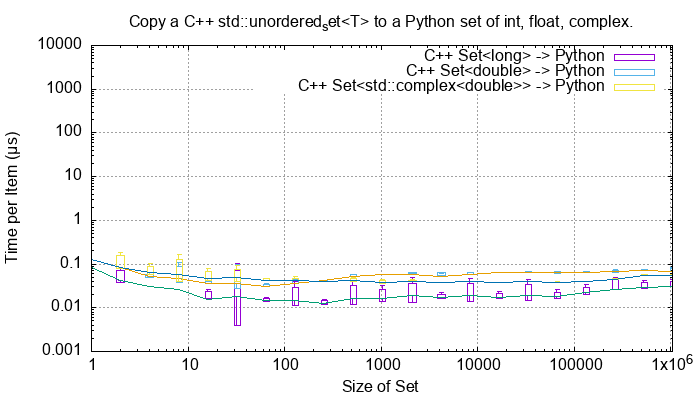 Copy a C++ std::unordered_set<T> to a Python set of int, float, complex.
C++ Set<long> -> Python
C++ Set<double> -> Python
C++ Set<std::complex<double>> -> Python
Time per Item (µs)
10000
1000
100
10
1
0.1
0.01
0.001
1 10 100 1000 10000 100000 1x10⁶
Size of Set